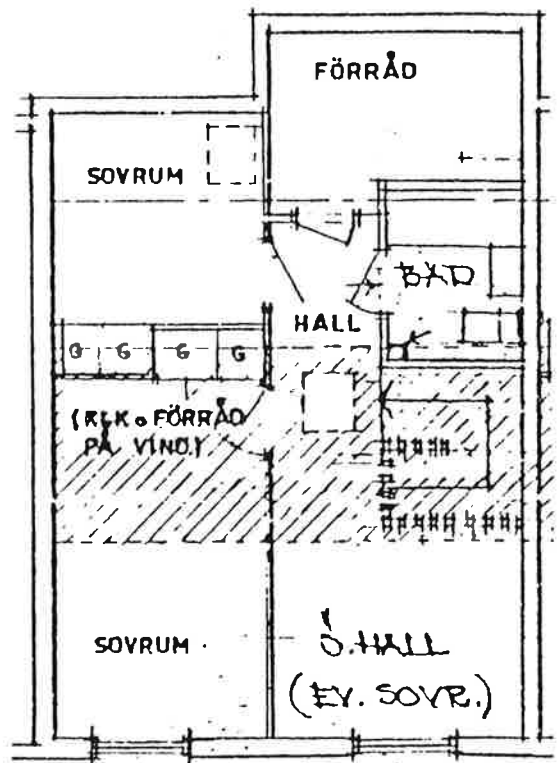 FÖRRÅD
SOVRUM
BAD
HALL
G G G G
(KLK o FÖRRÅD
PÅ VIND.)
SOVRUM
Ö. HALL
(EV. SOVR.)